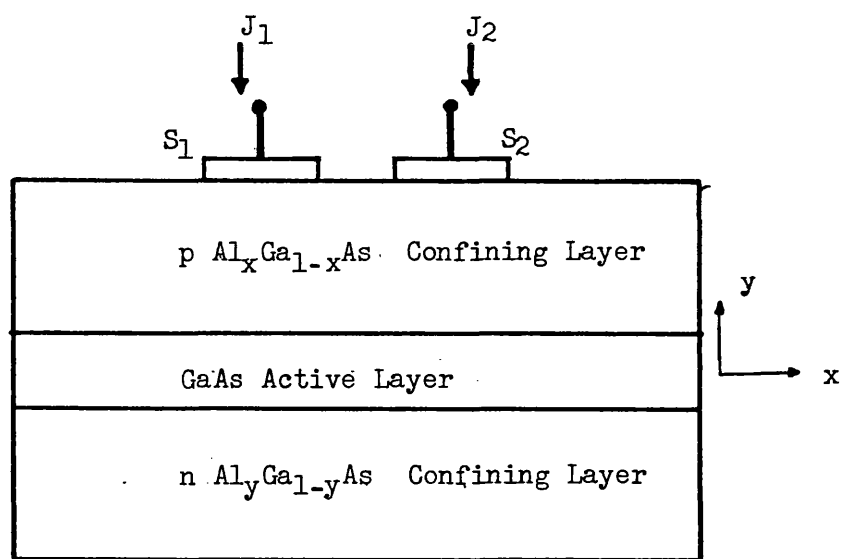 J1 J2
S1 S2
p AlxGa1-xAs Confining Layer
y
GaAs Active Layer
x
n AlyGa1-yAs Confining Layer